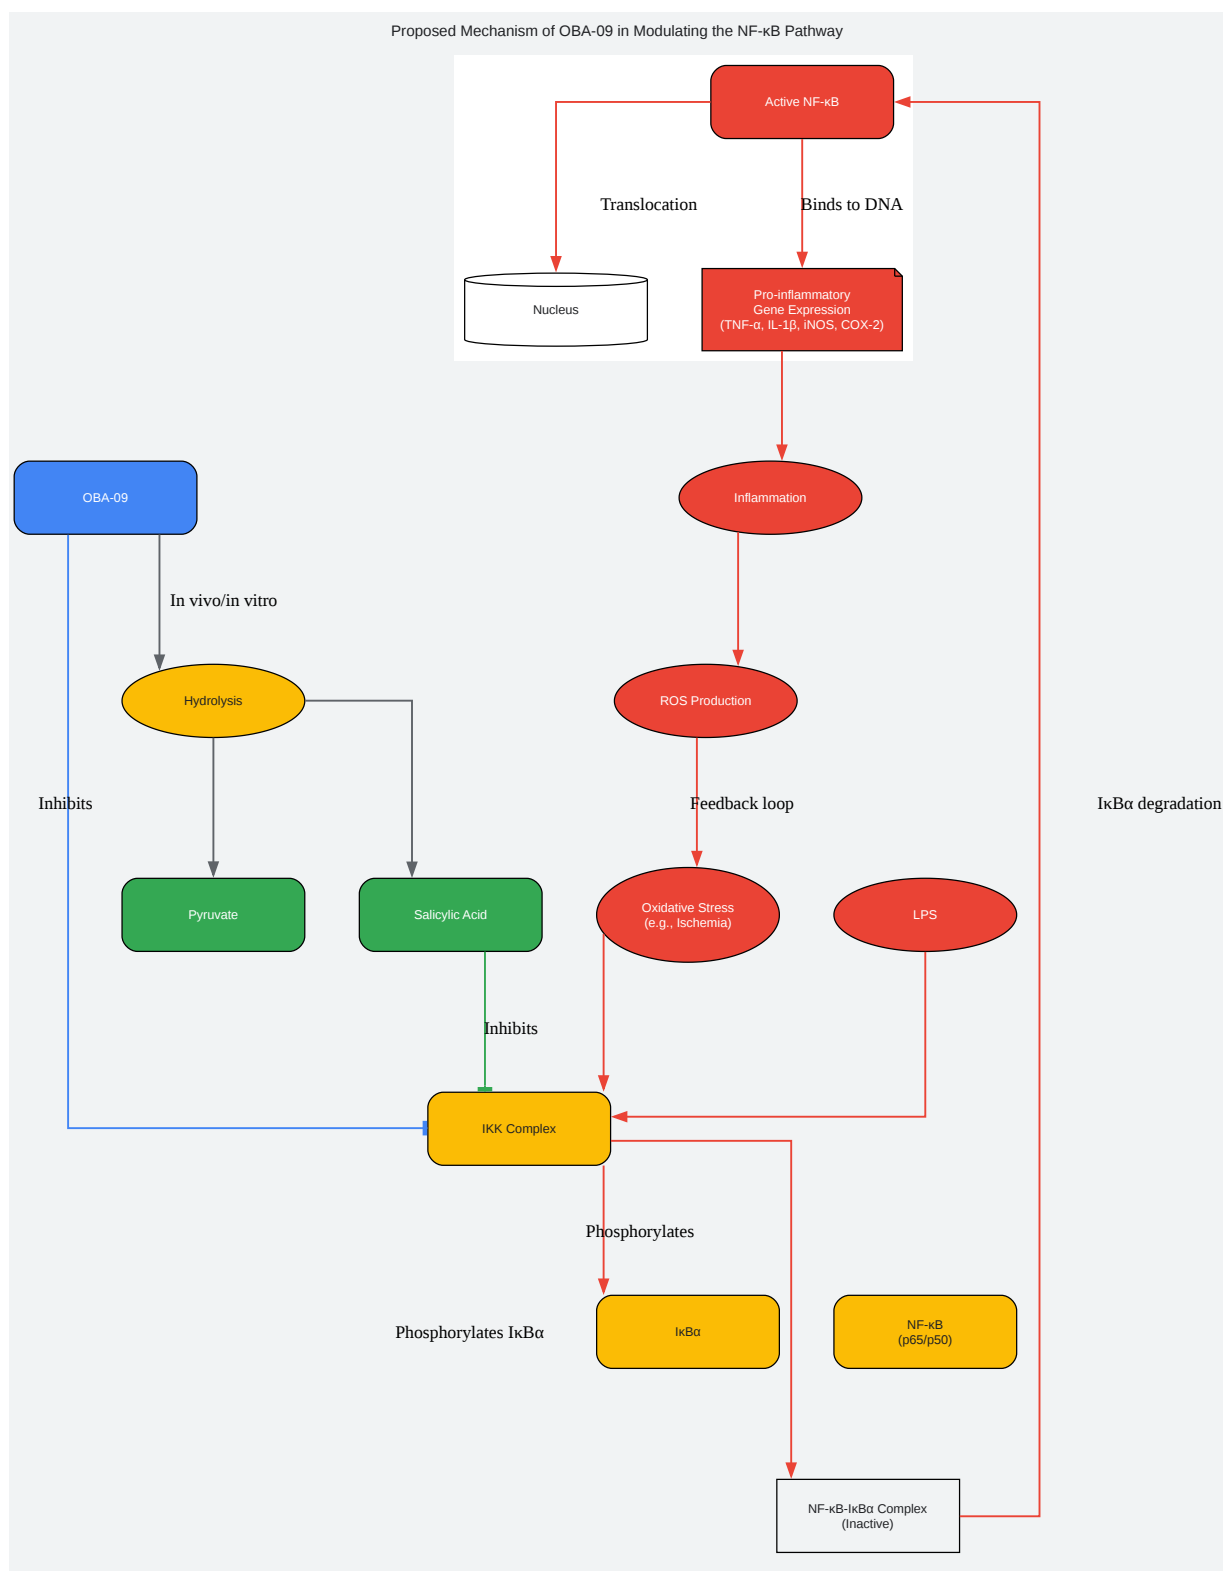 Proposed Mechanism of OBA-09 in Modulating the NF-κB Pathway
Active NF-κB
Translocation
Binds to DNA
Nucleus
Pro-inflammatory
Gene Expression
(TNF-α, IL-1β, iNOS, COX-2)
OBA-09
Inflammation
In vivo/in vitro
Hydrolysis
ROS Production
Inhibits
Feedback loop
IκBα degradation
Pyruvate
Salicylic Acid
Oxidative Stress
(e.g., Ischemia)
LPS
Inhibits
IKK Complex
Phosphorylates
Phosphorylates IκBα
IκBα
NF-κB
(p65/p50)
NF-κB-IκBα Complex
(Inactive)